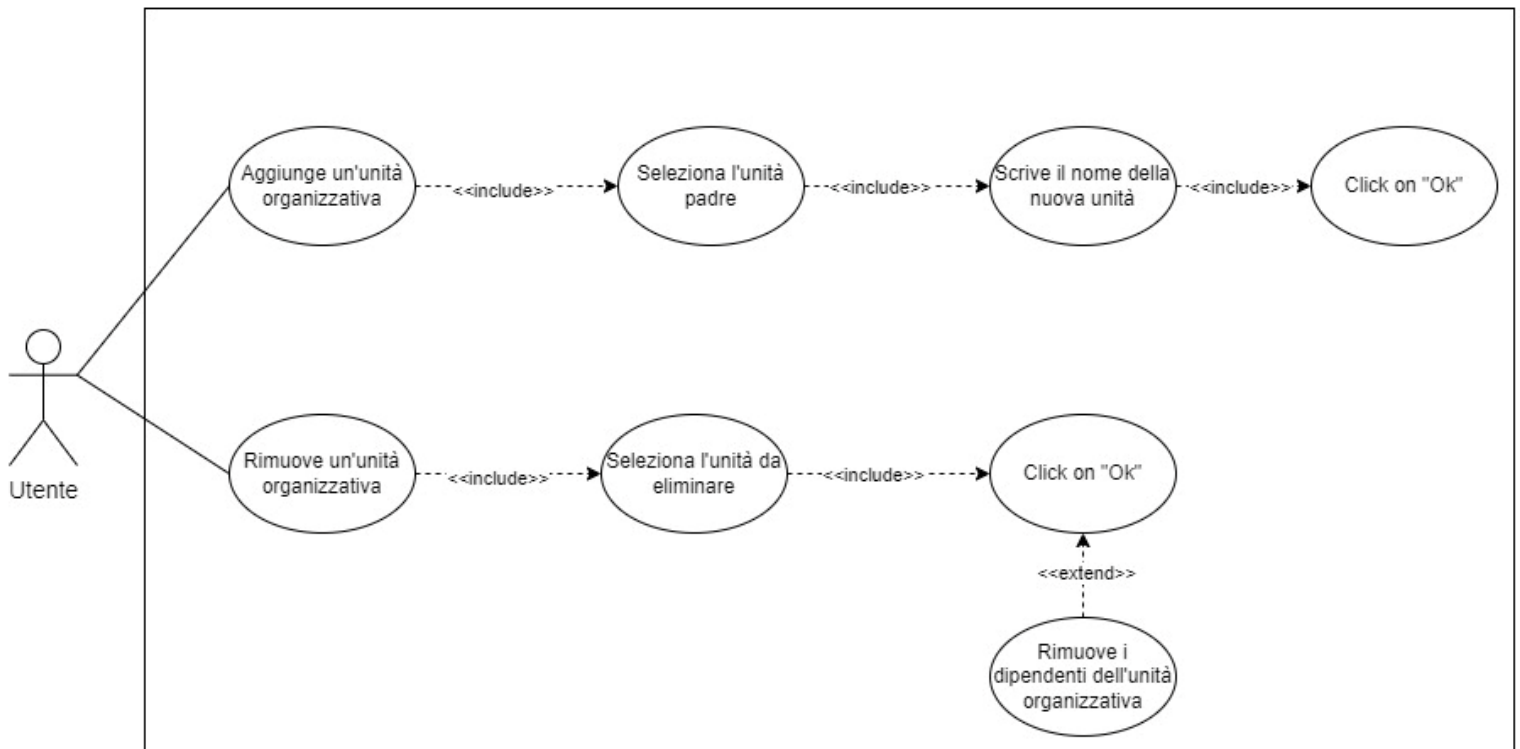 Aggiunge un'unità
organizzativa
<<include>>
Seleziona l'unità
padre
<<include>>
Scrive il nome della
nuova unità
<<include>>
Click on "Ok"
Utente
Rimuove un'unità
organizzativa
<<include>>
Seleziona l'unità da
eliminare
<<include>>
Click on "Ok"
<<extend>>
Rimuove i
dipendenti dell'unità
organizzativa